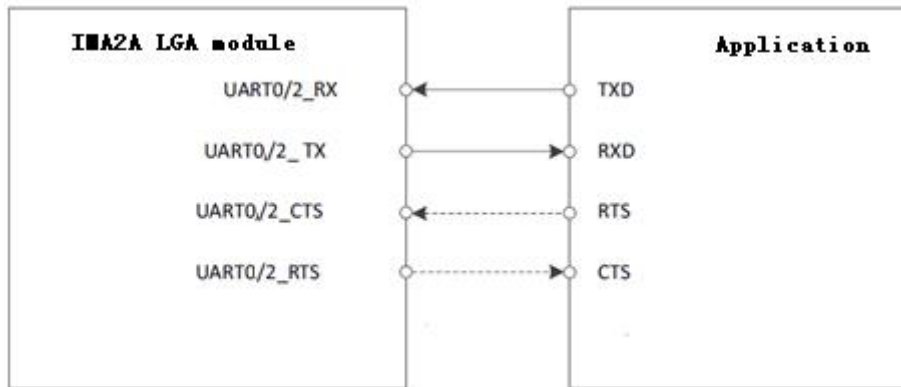 IMA2A LGA module
Application
UART0/2_RX
TXD
UART0,/2_ TX
RXD
UART0,/2_CTS
RTS
UART0/2_RTS
CTS